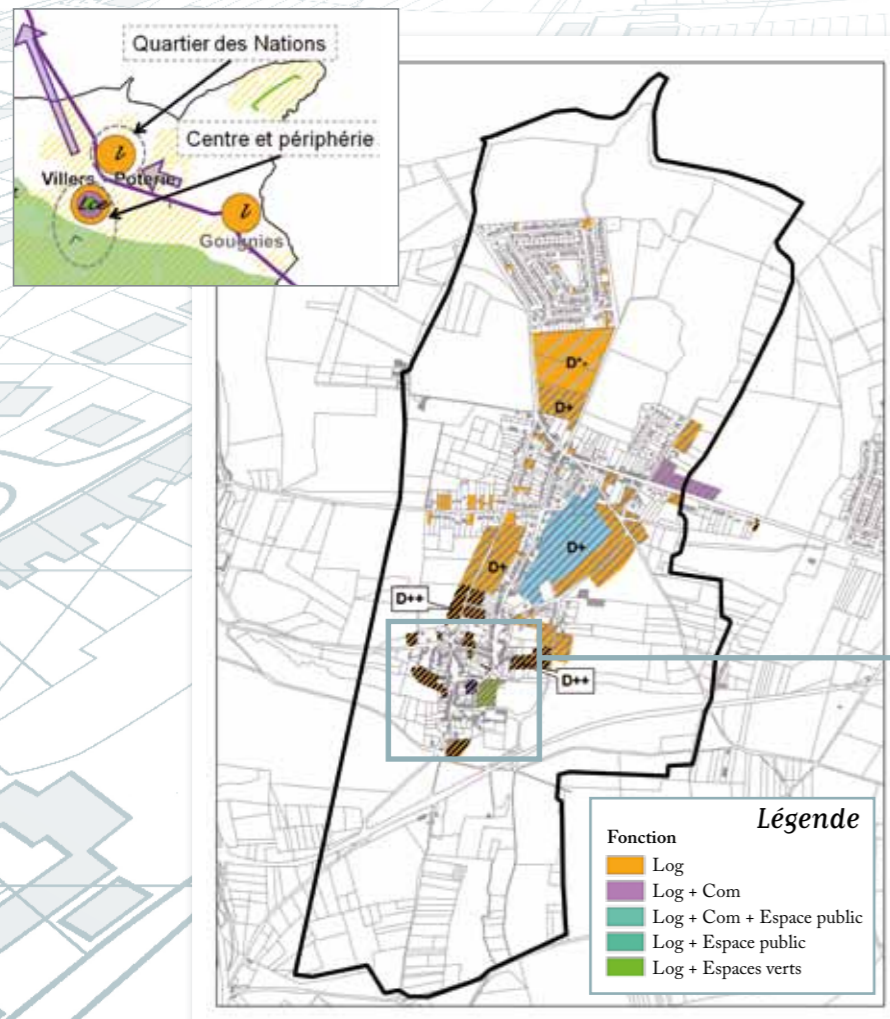 Quartier des Nations
Centre et périphérie
l
Villers Poterie
Lce
l
Gougnies
D+
D+
D+
D++
D++
Légende
Fonction
Log
Log + Com
Log + Com + Espace public
Log + Espace public
Log + Espaces verts